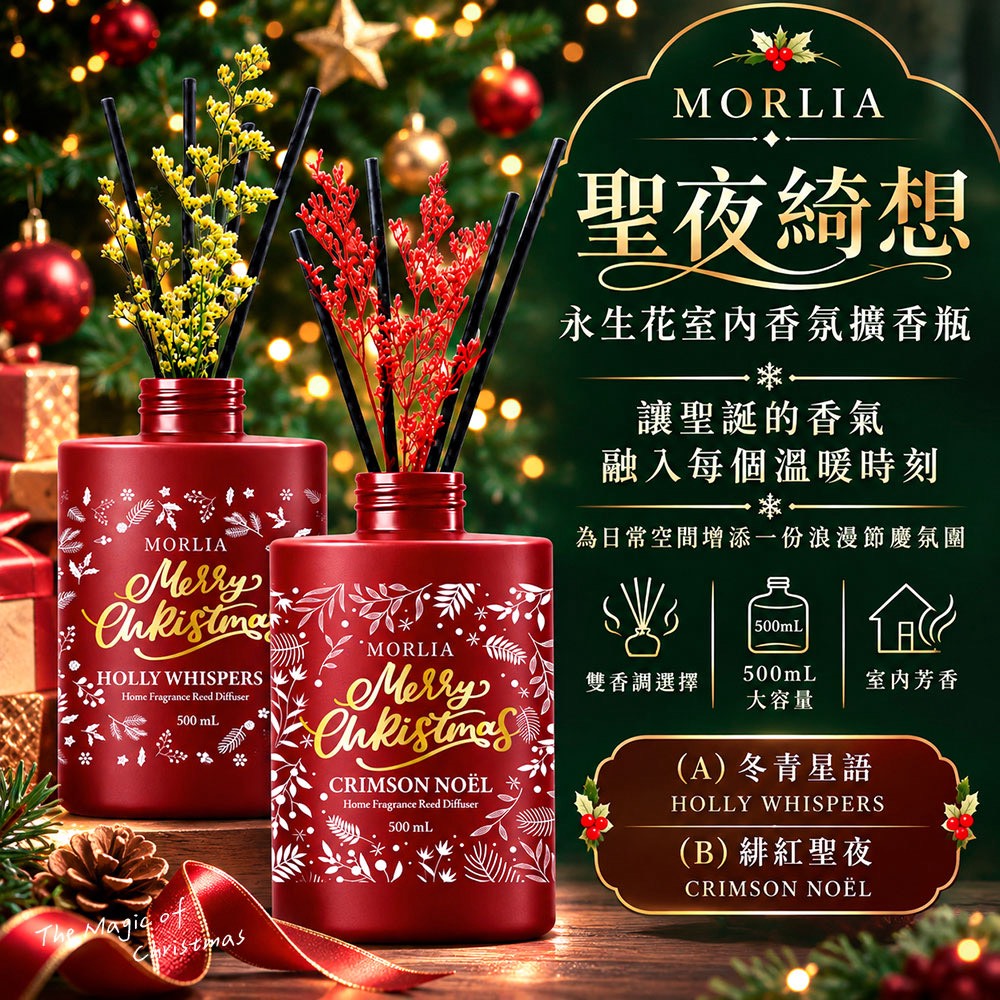 MORLIA
聖夜綺想
永生花室內香氛擴香瓶
讓聖誕的香氣
融入每個溫暖時刻
為日常空間增添一份浪漫節慶氛圍
雙香調選擇
500mL
500mL
大容量
室內芳香
(A) 冬青星語
HOLLY WHISPERS
(B) 緋紅聖夜
CRIMSON NOËL
MORLIA
Merry
Christmas
HOLLY WHISPERS
Home Fragrance Reed Diffuser
500 mL
MORLIA
Merry
Christmas
CRIMSON NOËL
Home Fragrance Reed Diffuser
500 mL
The Magic of
Christmas